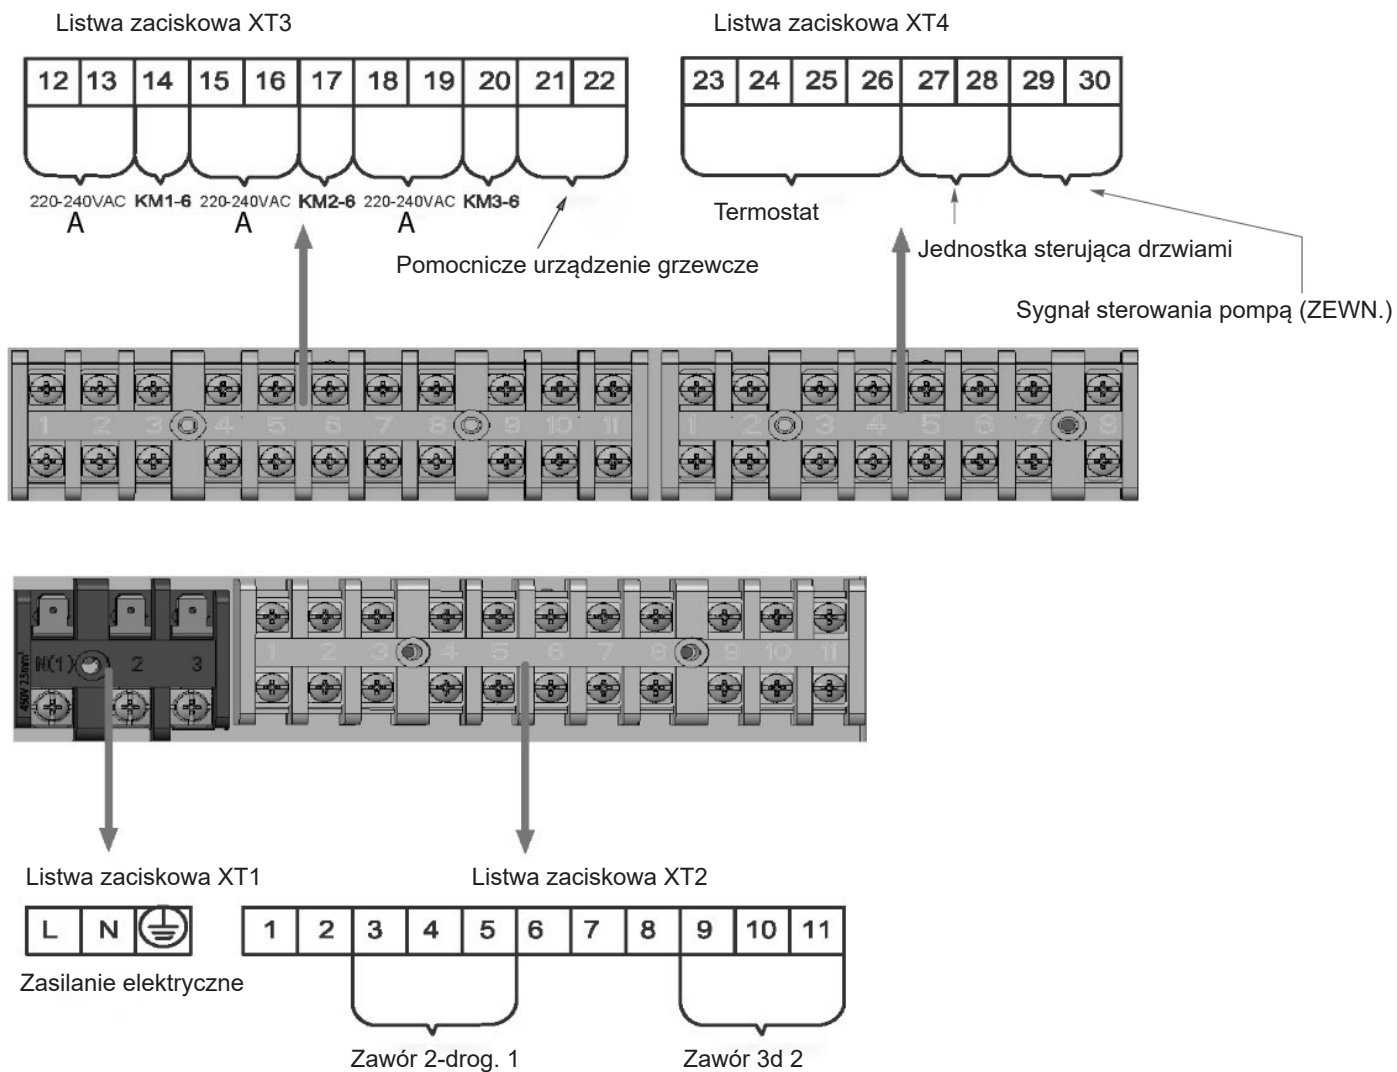 Listwa zaciskowa XT3
Listwa zaciskowa XT4
12 13 14 15 16 17 18 19 20 21 22
23 24 25 26 27 28 29 30
220-240VAC KM1-6 220-240VAC KM2-6 220-240VAC KM3-6
A A A
Termostat
Jednostka sterująca drzwiami
Pomocnicze urządzenie grzewcze
Sygnał sterowania pompą (ZEWN.)
1 2 3 4 5 6 7 8 9 10 11
1 2 3 4 5 6 7 8
450V 2.5mm²
N(1) 2 3
1 2 3 4 5 6 7 8 9 10 11
Listwa zaciskowa XT1
Listwa zaciskowa XT2
L N
1 2 3 4 5 6 7 8 9 10 11
Zasilanie elektryczne
Zawór 2-drog. 1
Zawór 3d 2